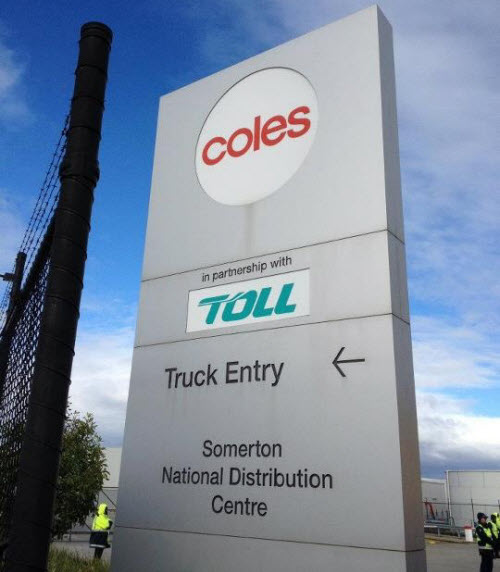 coles
in partnership with
TOLL
Truck Entry ←
Somerton
National Distribution
Centre